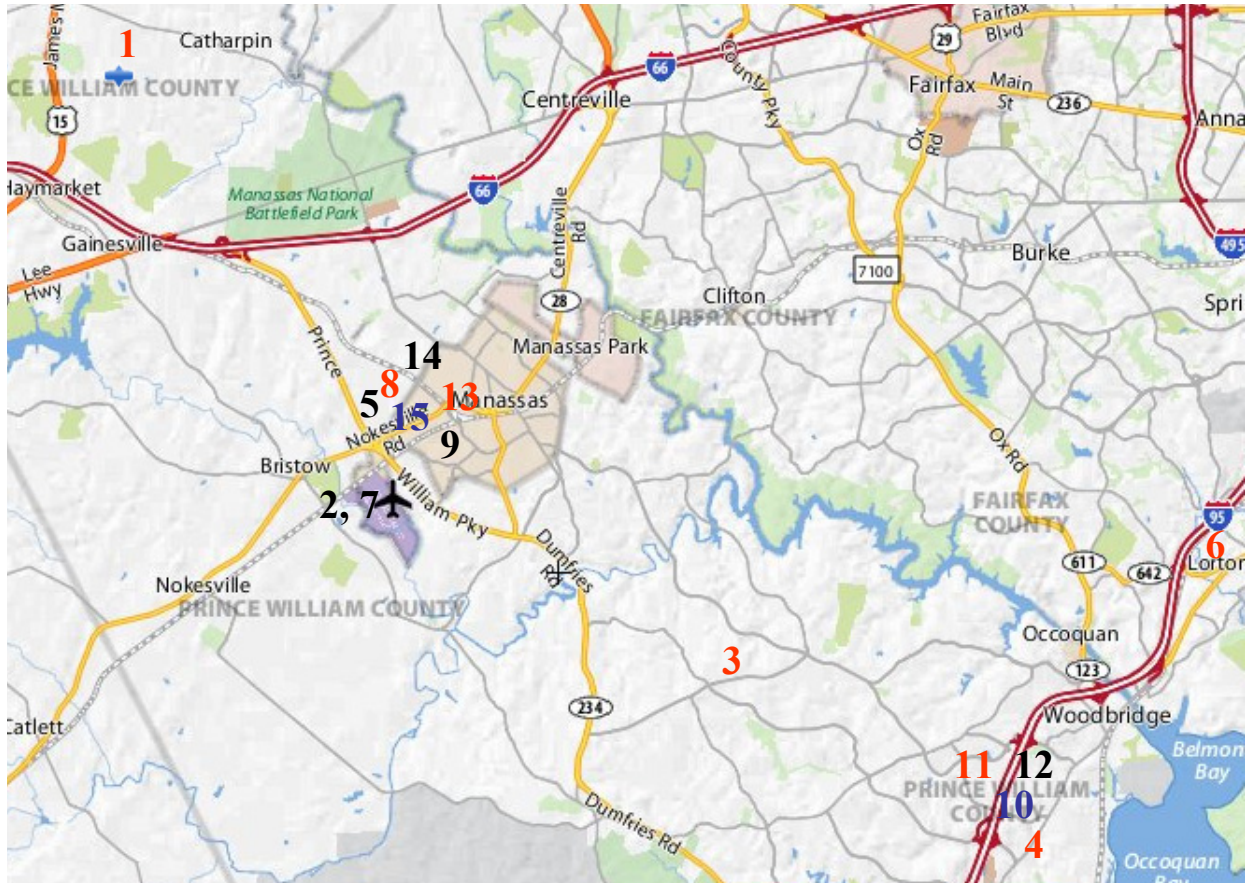 James M
1
Catharpin
CE WILLIAM COUNTY
15
Haymarket
Gainesville
Lee
Hwy
Manassas National
Battlefield Park
66
66
Centreville
County Pky
29
Fairfax
Blvd
Fairfax
Main
St
236
Anna
Ox
Rd
Centreville
Rd
28
7100
Burke
495
Clifton
FAIRFAX COUNTY
Spri
Manassas Park
Prince
14
8
5
13
Manassas
15
Nokesville
Rd
9
Bristow
2, 7
William Pky
Dumfries
Rd
Nokesville
PRINCE WILLIAM COUNTY
Ox Rd
FAIRFAX
COUNTY
95
6
Lorton
611
642
Occoquan
123
3
234
Catlett
Woodbridge
Belmon
Bay
11
12
PRINCE WILLIAM
COUNTY
10
4
Dumfries Rd
Occoquan
Bay